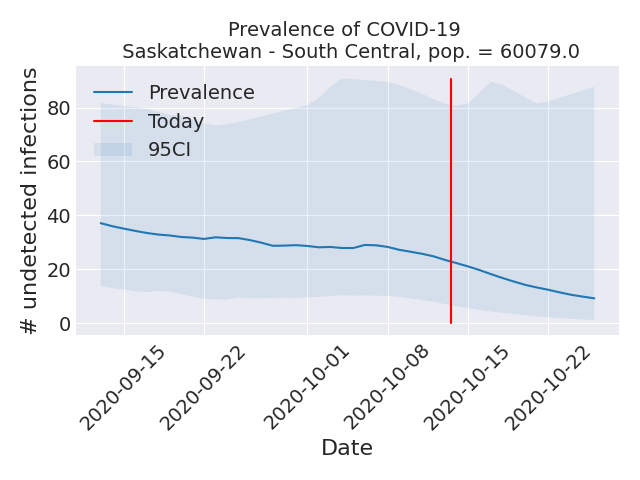 Prevalence of COVID-19
Saskatchewan - South Central, pop. = 60079.0
# undetected infections
80
60
40
20
0
Prevalence
Today
95CI
2020-09-15
2020-09-22
2020-10-01
2020-10-08
2020-10-15
2020-10-22
Date